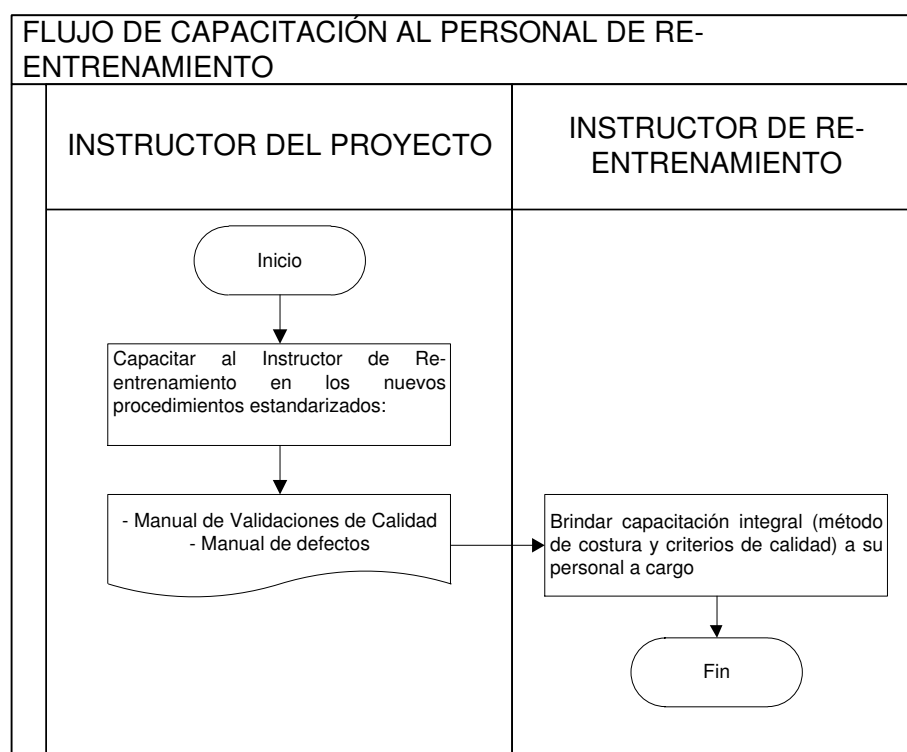 FLUJO DE CAPACITACIÓN AL PERSONAL DE RE-
ENTRENAMIENTO
INSTRUCTOR DEL PROYECTO
INSTRUCTOR DE RE-
ENTRENAMIENTO
Inicio
Capacitar al Instructor de Re-
entrenamiento en los nuevos
procedimientos estandarizados:
- Manual de Validaciones de Calidad
- Manual de defectos
Brindar capacitación integral (método
de costura y criterios de calidad) a su
personal a cargo
Fin